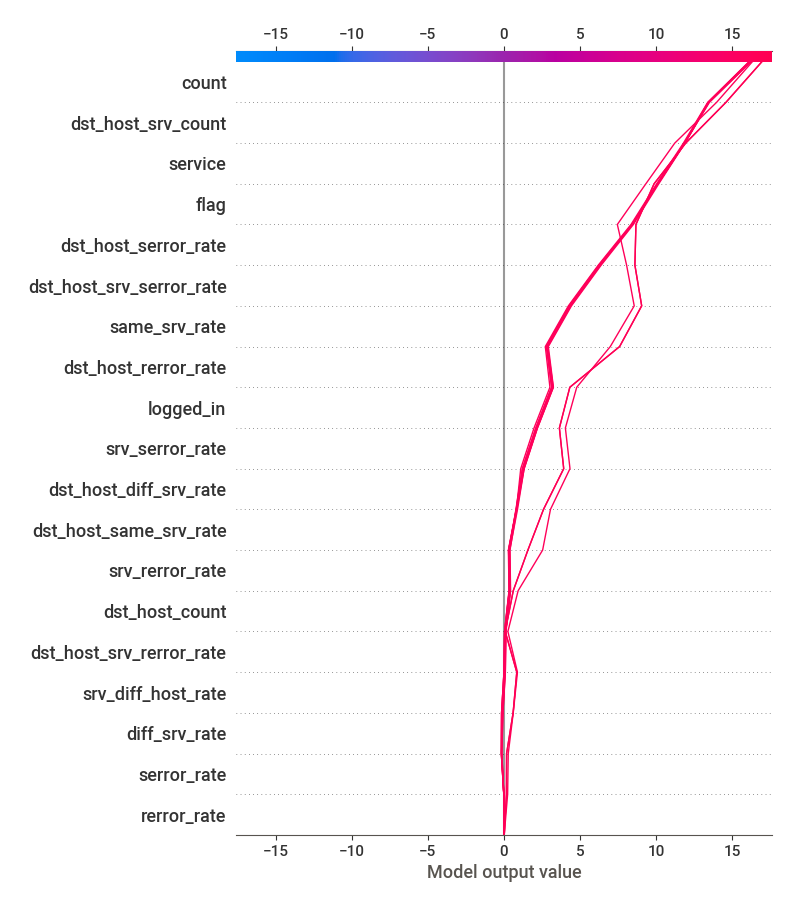 −15 −10 −5 0 5 10 15
count
dst_host_srv_count
service
flag
dst_host_serror_rate
dst_host_srv_serror_rate
same_srv_rate
dst_host_rerror_rate
logged_in
srv_serror_rate
dst_host_diff_srv_rate
dst_host_same_srv_rate
srv_rerror_rate
dst_host_count
dst_host_srv_rerror_rate
srv_diff_host_rate
diff_srv_rate
serror_rate
rerror_rate
−15 −10 −5 0 5 10 15
Model output value